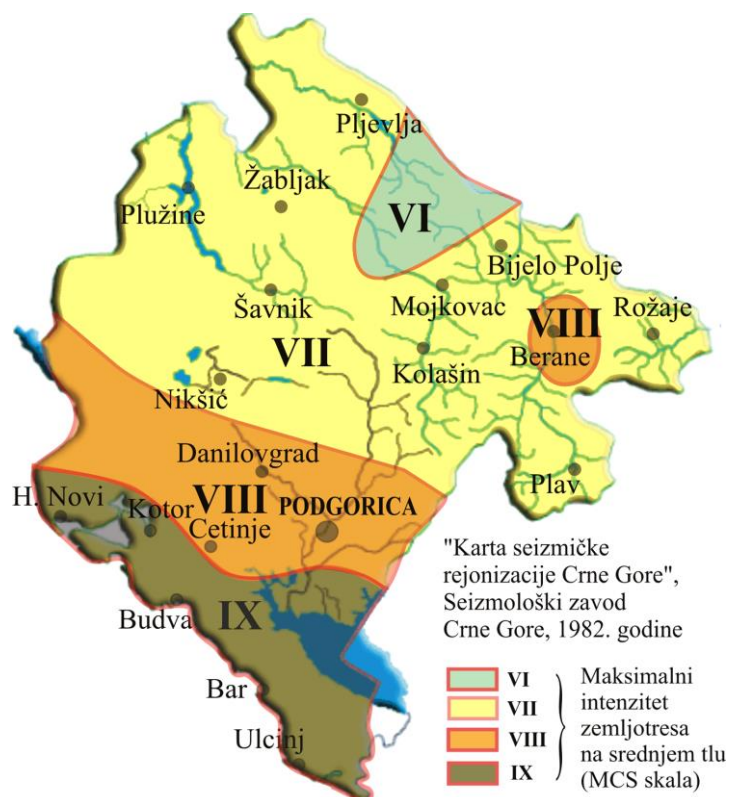 Pljevlja
Žabljak
Plužine
VI
Bijelo Polje
Šavnik
Mojkovac
Rožaje
VIII
VII
Berane
Kolašin
Nikšić
Danilovgrad
Plav
H. Novi
VIII
PODGORICA
Kotor
Cetinje
"Karta seizmičke
rejonizacije Crne Gore",
Seizmološki zavod
Crne Gore, 1982. godine
Budva
IX
Bar
Ulcinj
VI
VII
VIII
IX
Maksimalni
intenzitet
zemljotresa
na srednjem tlu
(MCS skala)